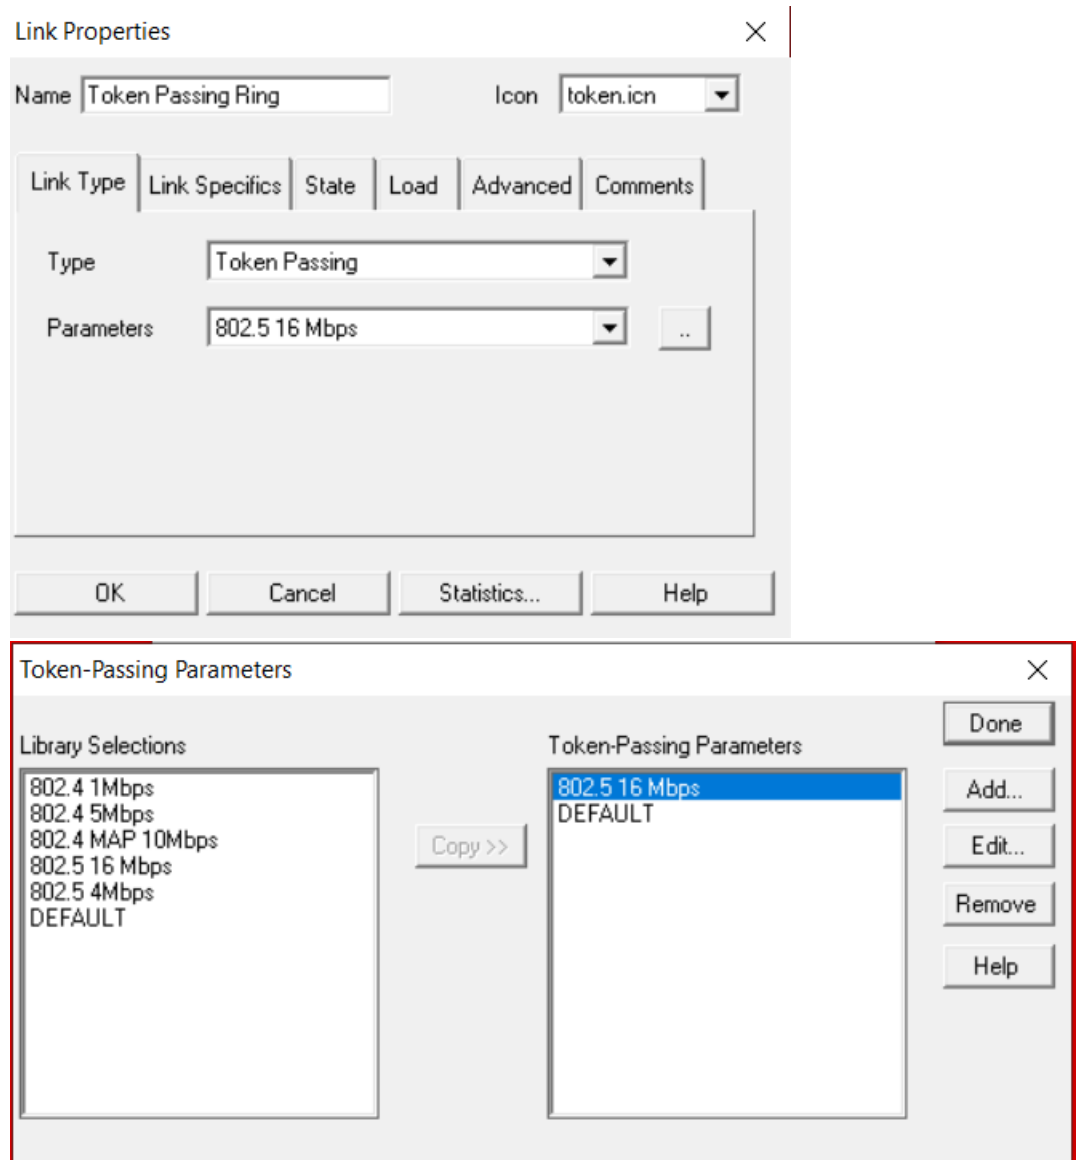 Link Properties
Name Token Passing Ring Icon token.icn
Link Type Link Specifics State Load Advanced Comments
Type Token Passing
Parameters 802.5 16 Mbps ..
OK Cancel Statistics... Help
Token-Passing Parameters
Done
Library Selections Token-Passing Parameters
802.4 1Mbps
802.4 5Mbps
802.4 MAP 10Mbps
802.5 16 Mbps
802.5 4Mbps
DEFAULT
Copy >>
802.5 16 Mbps
DEFAULT
Add...
Edit...
Remove
Help